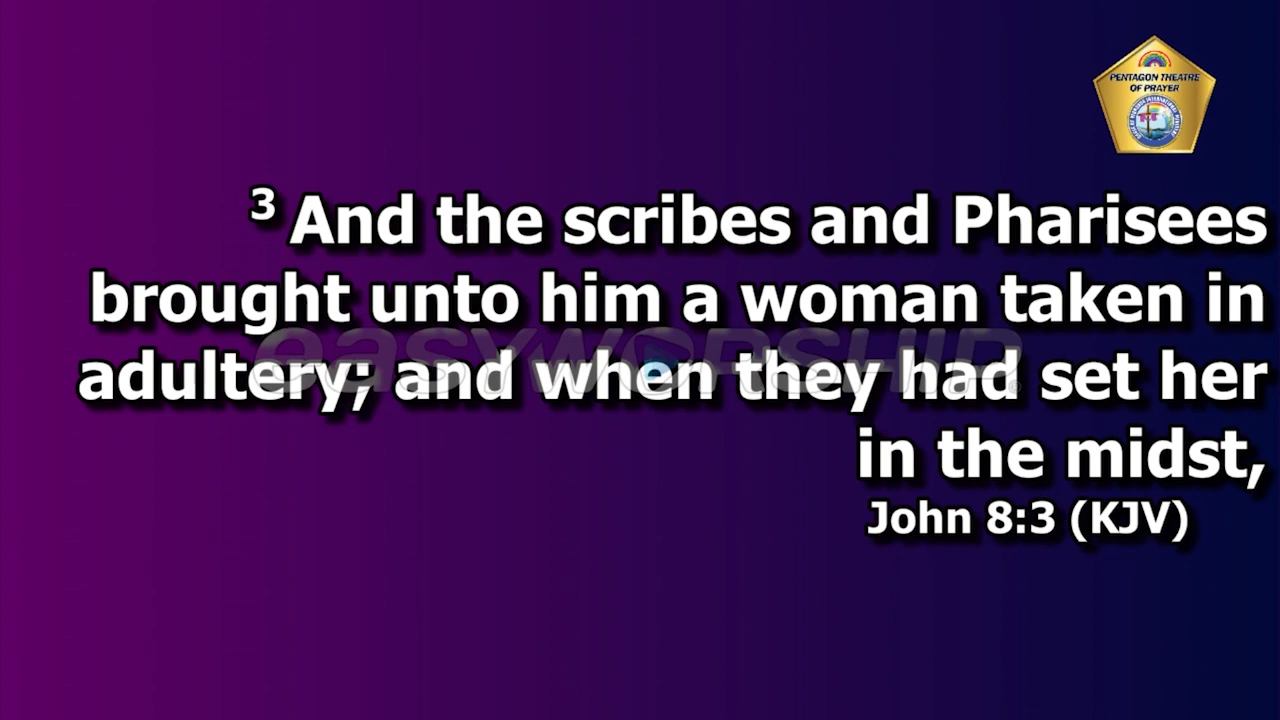 PENTAGON THEATRE
OF PRAYER
3 And the scribes and Pharisees
brought unto him a woman taken in
adultery; and when they had set her
in the midst,
easyworship
John 8:3 (KJV)